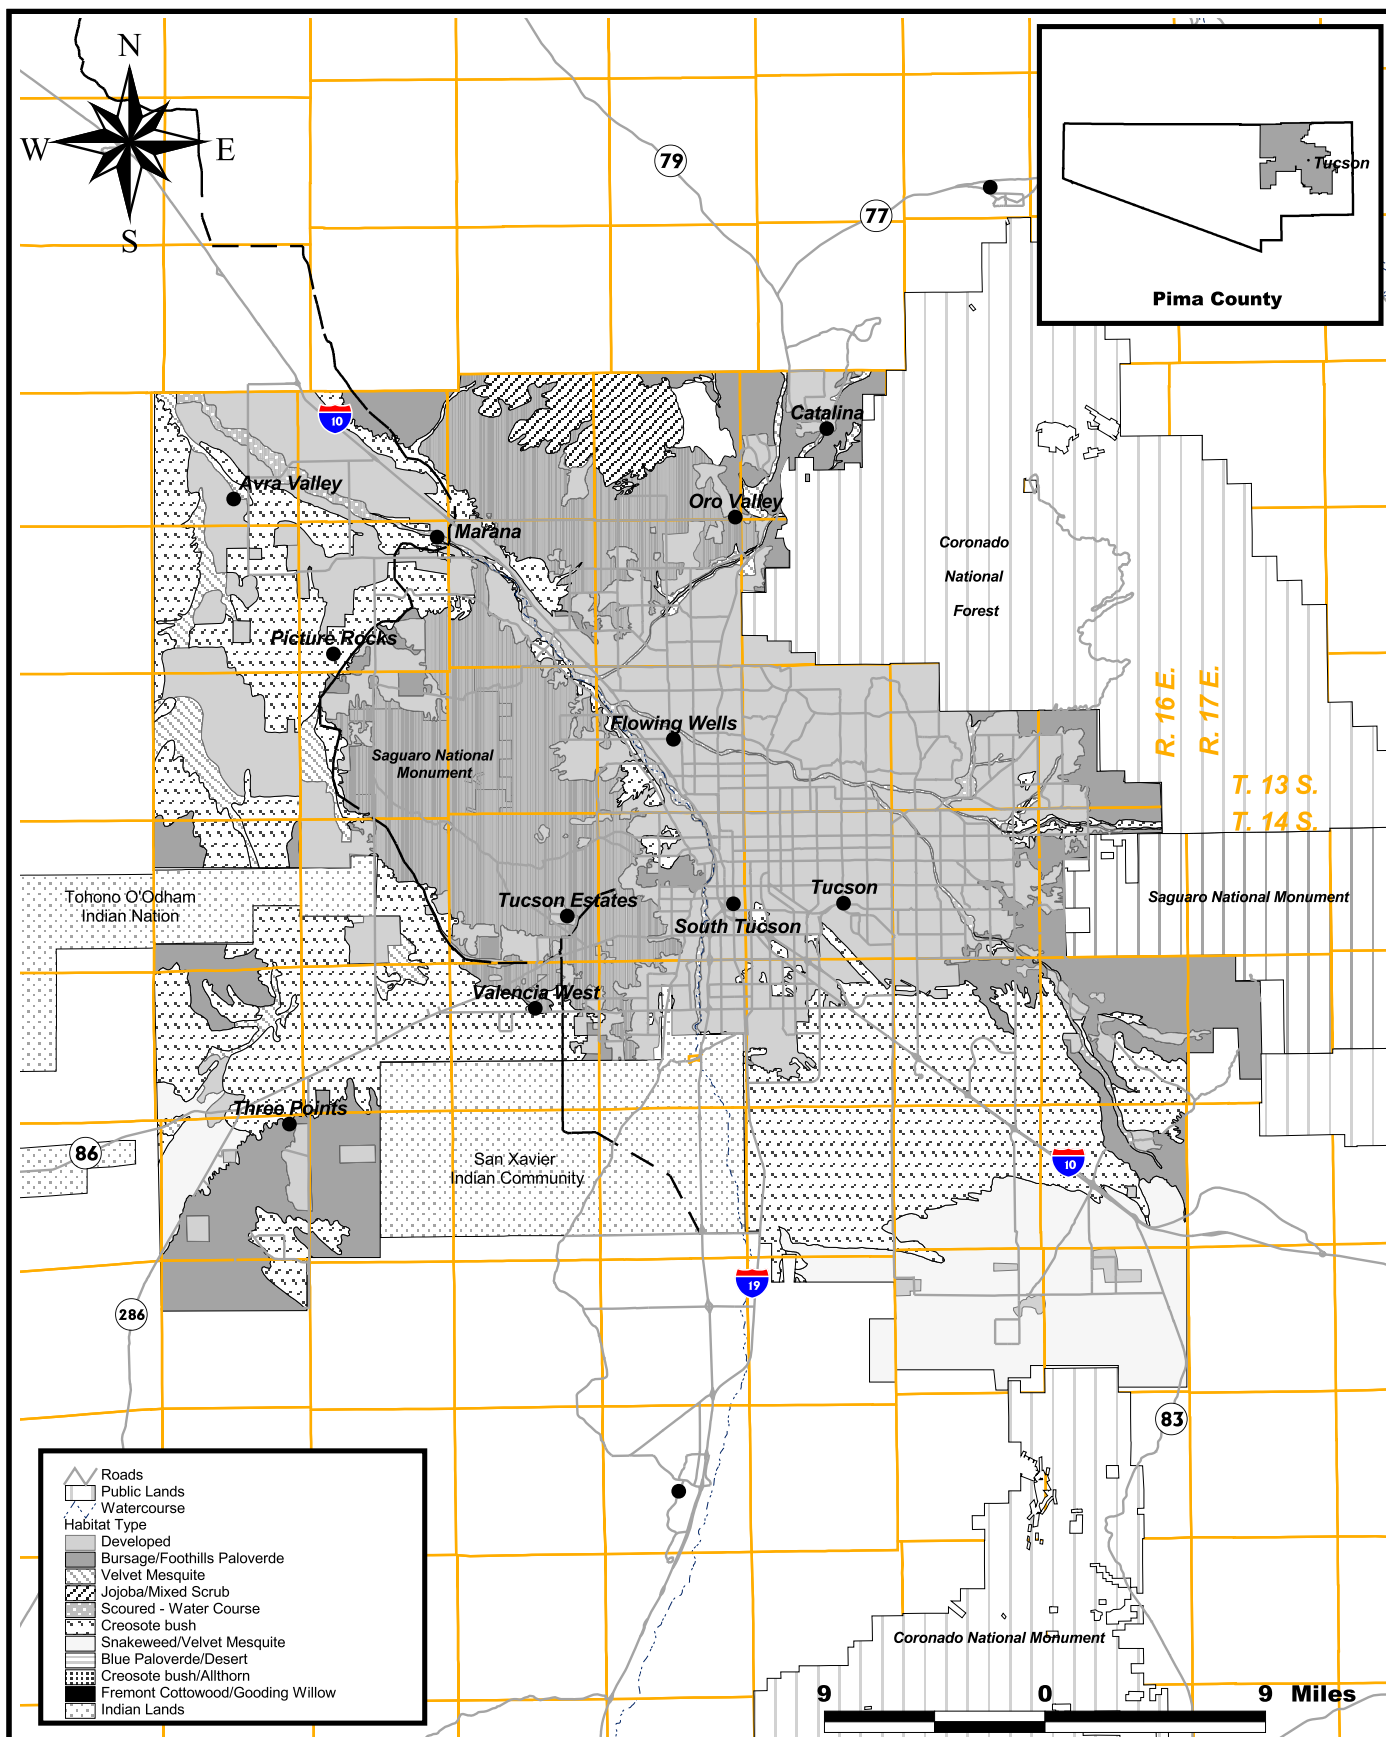 N
W
E
S
79
77
Tucson
Pima County
10
Catalina
Avra Valley
Oro Valley
Marana
Coronado
National
Forest
Picture Rocks
R. 16 E.
R. 17 E.
Flowing Wells
Saguaro National
Monument
T. 13 S.
T. 14 S.
Tohono O'Odham
Indian Nation
Tucson Estates
Tucson
South Tucson
Saguaro National Monument
Valencia West
Three Points
86
San Xavier
Indian Community
10
19
286
83
Roads
Public Lands
Watercourse
Habitat Type
Developed
Bursage/Foothills Paloverde
Velvet Mesquite
Jojoba/Mixed Scrub
Scoured - Water Course
Creosote bush
Snakeweed/Velvet Mesquite
Blue Paloverde/Desert
Creosote bush/Allthorn
Fremont Cottowood/Gooding Willow
Indian Lands
Coronado National Monument
9 0 9 Miles